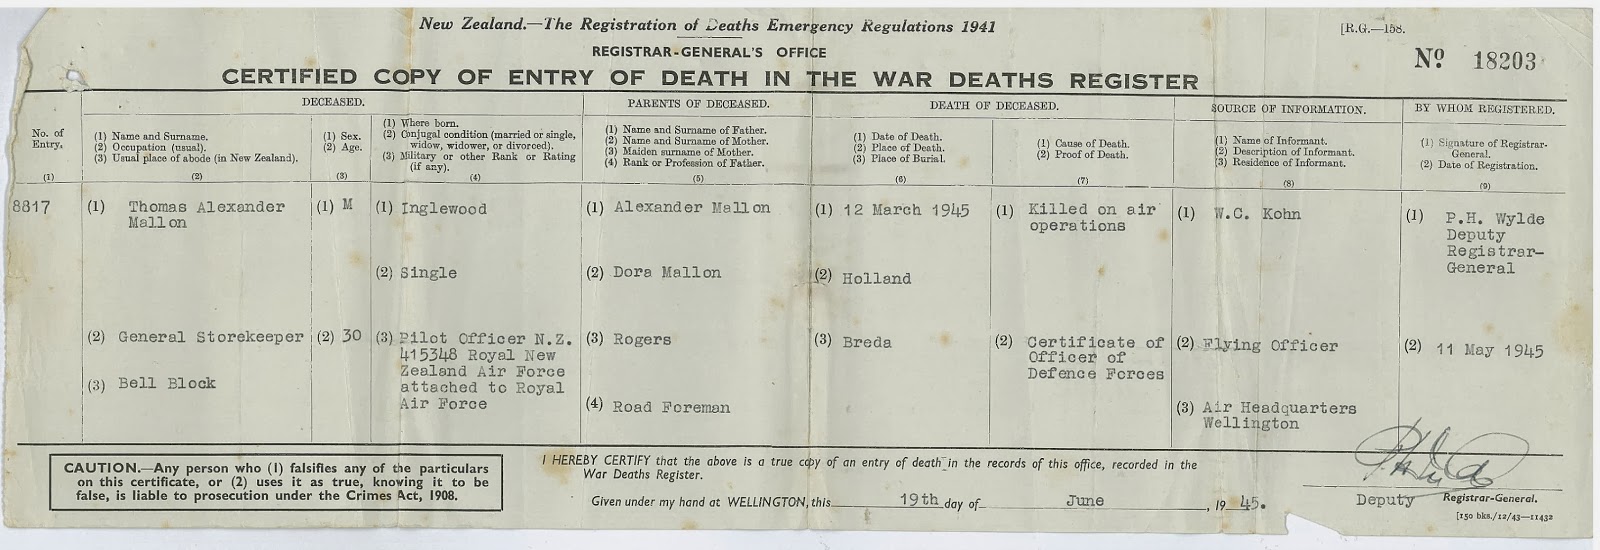 New Zealand.—The Registration of Deaths Emergency Regulations 1941
[R.G.—158.
REGISTRAR-GENERAL'S OFFICE
Nº 18203
CERTIFIED COPY OF ENTRY OF DEATH IN THE WAR DEATHS REGISTER
No. of
Entry.
(1)
DECEASED.
(1) Name and Surname.
(2) Occupation (usual).
(3) Usual place of abode (in New Zealand).
(2)
(1) Sex.
(2) Age.
(3)
(1) Where born.
(2) Conjugal condition (married or single,
widow, widower, or divorced).
(3) Military or other Rank or Rating
(if any).
(4)
PARENTS OF DECEASED.
(1) Name and Surname of Father.
(2) Name and Surname of Mother.
(3) Maiden surname of Mother.
(4) Rank or Profession of Father.
(5)
DEATH OF DECEASED.
(1) Date of Death.
(2) Place of Death.
(3) Place of Burial.
(6)
(1) Cause of Death.
(2) Proof of Death.
(7)
SOURCE OF INFORMATION.
(1) Name of Informant.
(2) Description of Informant.
(3) Residence of Informant.
(8)
BY WHOM REGISTERED.
(1) Signature of Registrar-
General.
(2) Date of Registration.
(9)
8817
(1) Thomas Alexander
Mallon
(2) General Storekeeper
(3) Bell Block
(1) M
(2) 30
(1) Inglewood
(2) Single
(3) Pilot Officer N.Z.
415348 Royal New
Zealand Air Force
attached to Royal
Air Force
(1) Alexander Mallon
(2) Dora Mallon
(3) Rogers
(4) Road Foreman
(1) 12 March 1945
(2) Holland
(3) Breda
(1) Killed on air
operations
(2) Certificate of
Officer of
Defence Forces
(1) W.C. Kohn
(2) Flying Officer
(3) Air Headquarters
Wellington
(1) P.H. Wylde
Deputy
Registrar-
General
(2) 11 May 1945
CAUTION.—Any person who (1) falsifies any of the particulars
on this certificate, or (2) uses it as true, knowing it to be
false, is liable to prosecution under the Crimes Act, 1908.
I HEREBY CERTIFY that the above is a true copy of an entry of death in the records of this office, recorded in the
War Deaths Register.
Given under my hand at WELLINGTON, this 19th day of June, 1945.
Deputy Registrar-General.
[150 bks./12/43—11432